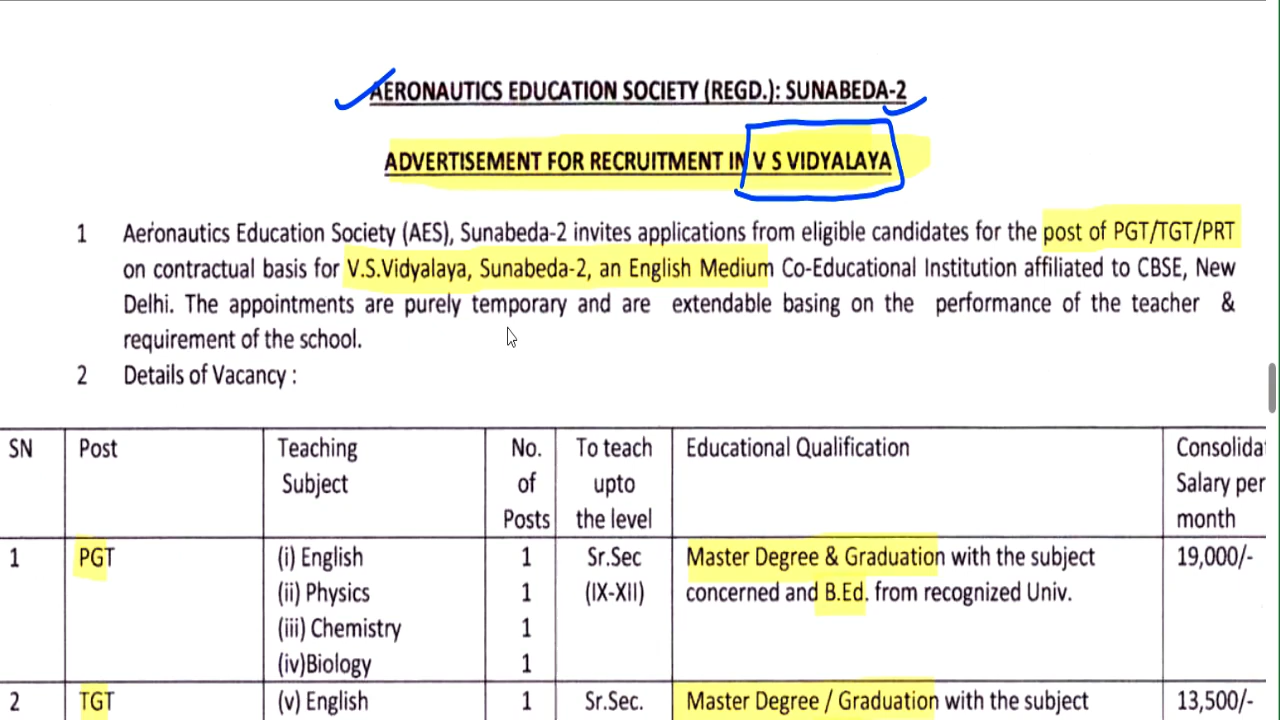 AERONAUTICS EDUCATION SOCIETY (REGD.): SUNABEDA-2
ADVERTISEMENT FOR RECRUITMENT IN V S VIDYALAYA
1 Aeronautics Education Society (AES), Sunabeda-2 invites applications from eligible candidates for the post of PGT/TGT/PRT
on contractual basis for V.S.Vidyalaya, Sunabeda-2, an English Medium Co-Educational Institution affiliated to CBSE, New
Delhi. The appointments are purely temporary and are extendable basing on the performance of the teacher &
requirement of the school.
2 Details of Vacancy :
SN Post Teaching No. To teach Educational Qualification Consolida
Subject of upto Salary per
Posts the level month
1 PGT (i) English 1 Sr.Sec Master Degree & Graduation with the subject 19,000/-
(ii) Physics 1 (IX-XII) concerned and B.Ed. from recognized Univ.
(iii) Chemistry 1
(iv)Biology 1
2 TGT (v) English 1 Sr.Sec. Master Degree / Graduation with the subject 13,500/-